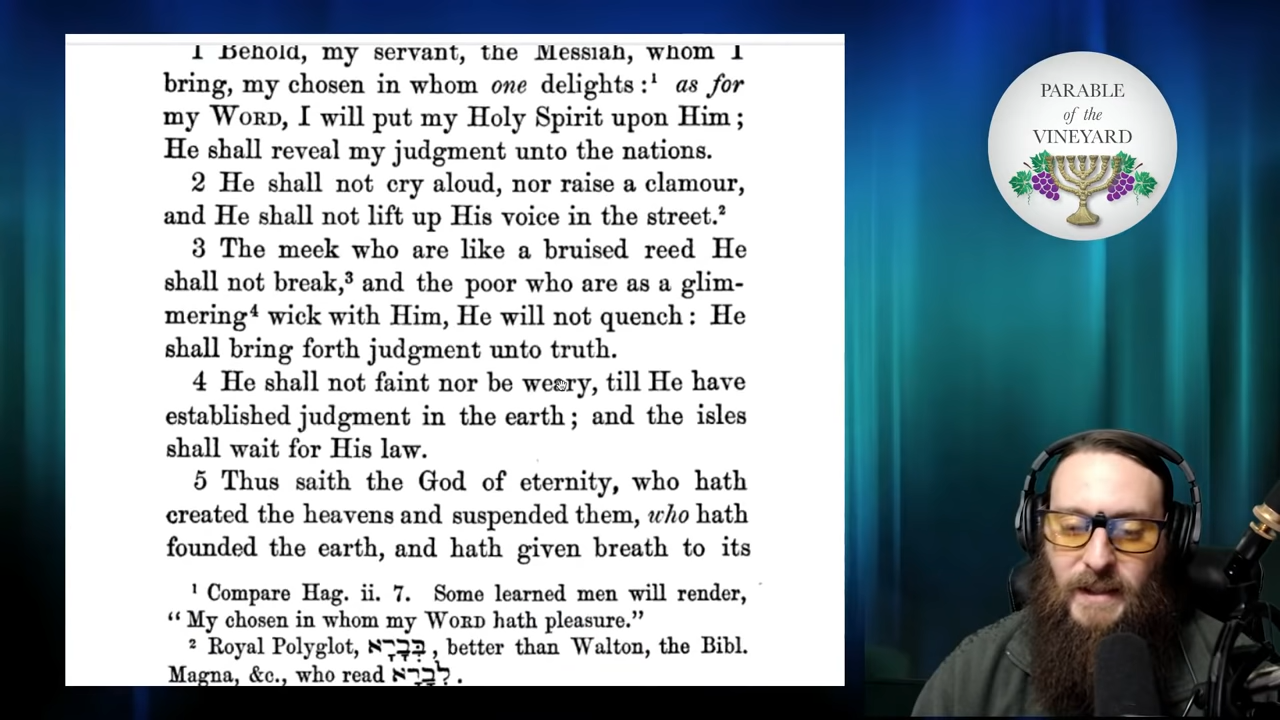 1 Behold, my servant, the Messiah, whom I
bring, my chosen in whom one delights :¹ as for
my WORD, I will put my Holy Spirit upon Him ;
He shall reveal my judgment unto the nations.
2 He shall not cry aloud, nor raise a clamour,
and He shall not lift up His voice in the street.²
3 The meek who are like a bruised reed He
shall not break,³ and the poor who are as a glim-
mering⁴ wick with Him, He will not quench : He
shall bring forth judgment unto truth.
4 He shall not faint nor be weary, till He have
established judgment in the earth ; and the isles
shall wait for His law.
5 Thus saith the God of eternity, who hath
created the heavens and suspended them, who hath
founded the earth, and hath given breath to its
¹ Compare Hag. ii. 7. Some learned men will render,
“ My chosen in whom my WORD hath pleasure.”
² Royal Polyglot, בְּבָרָא , better than Walton, the Bibl.
Magna, &c., who read לְבָרָא .
PARABLE
of the
VINEYARD